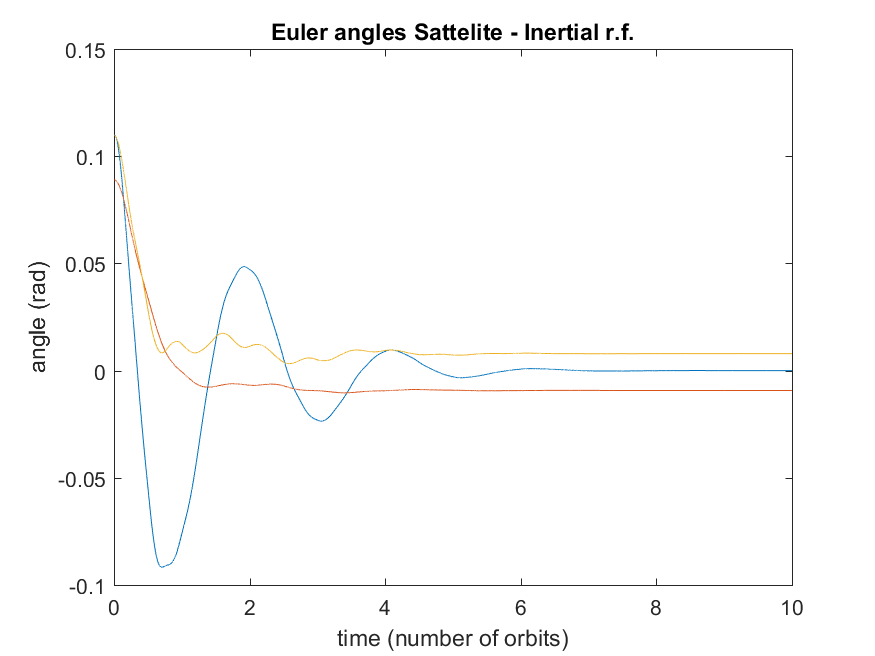 Euler angles Sattelite - Inertial r.f.
0.15
0.1
0.05
0
-0.05
-0.1
angle (rad)
0 2 4 6 8 10
time (number of orbits)